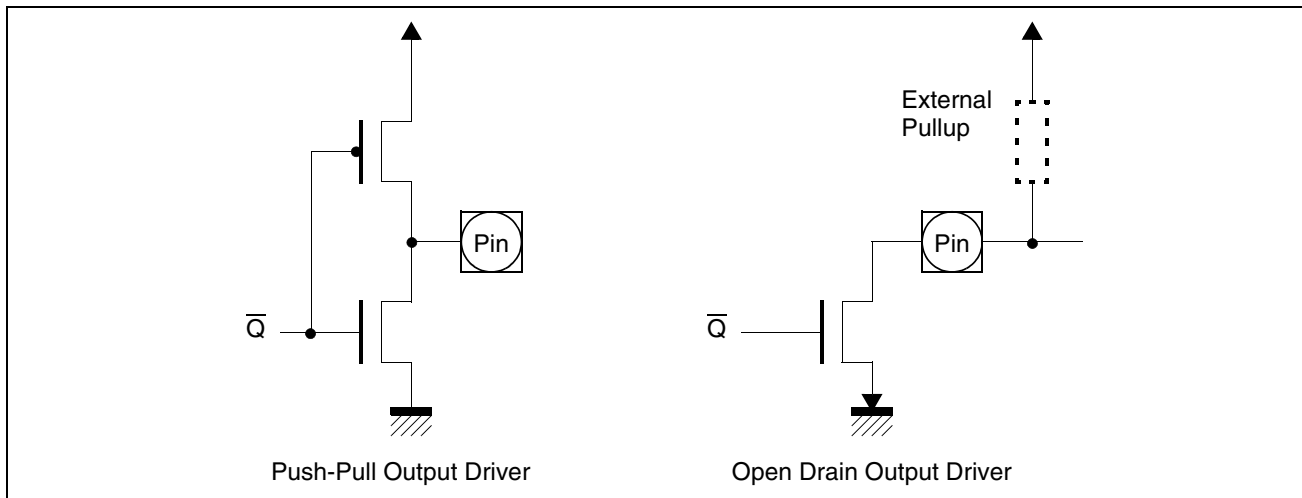 External
Pullup
Pin
Pin
Q̅
Q̅
Push-Pull Output Driver
Open Drain Output Driver